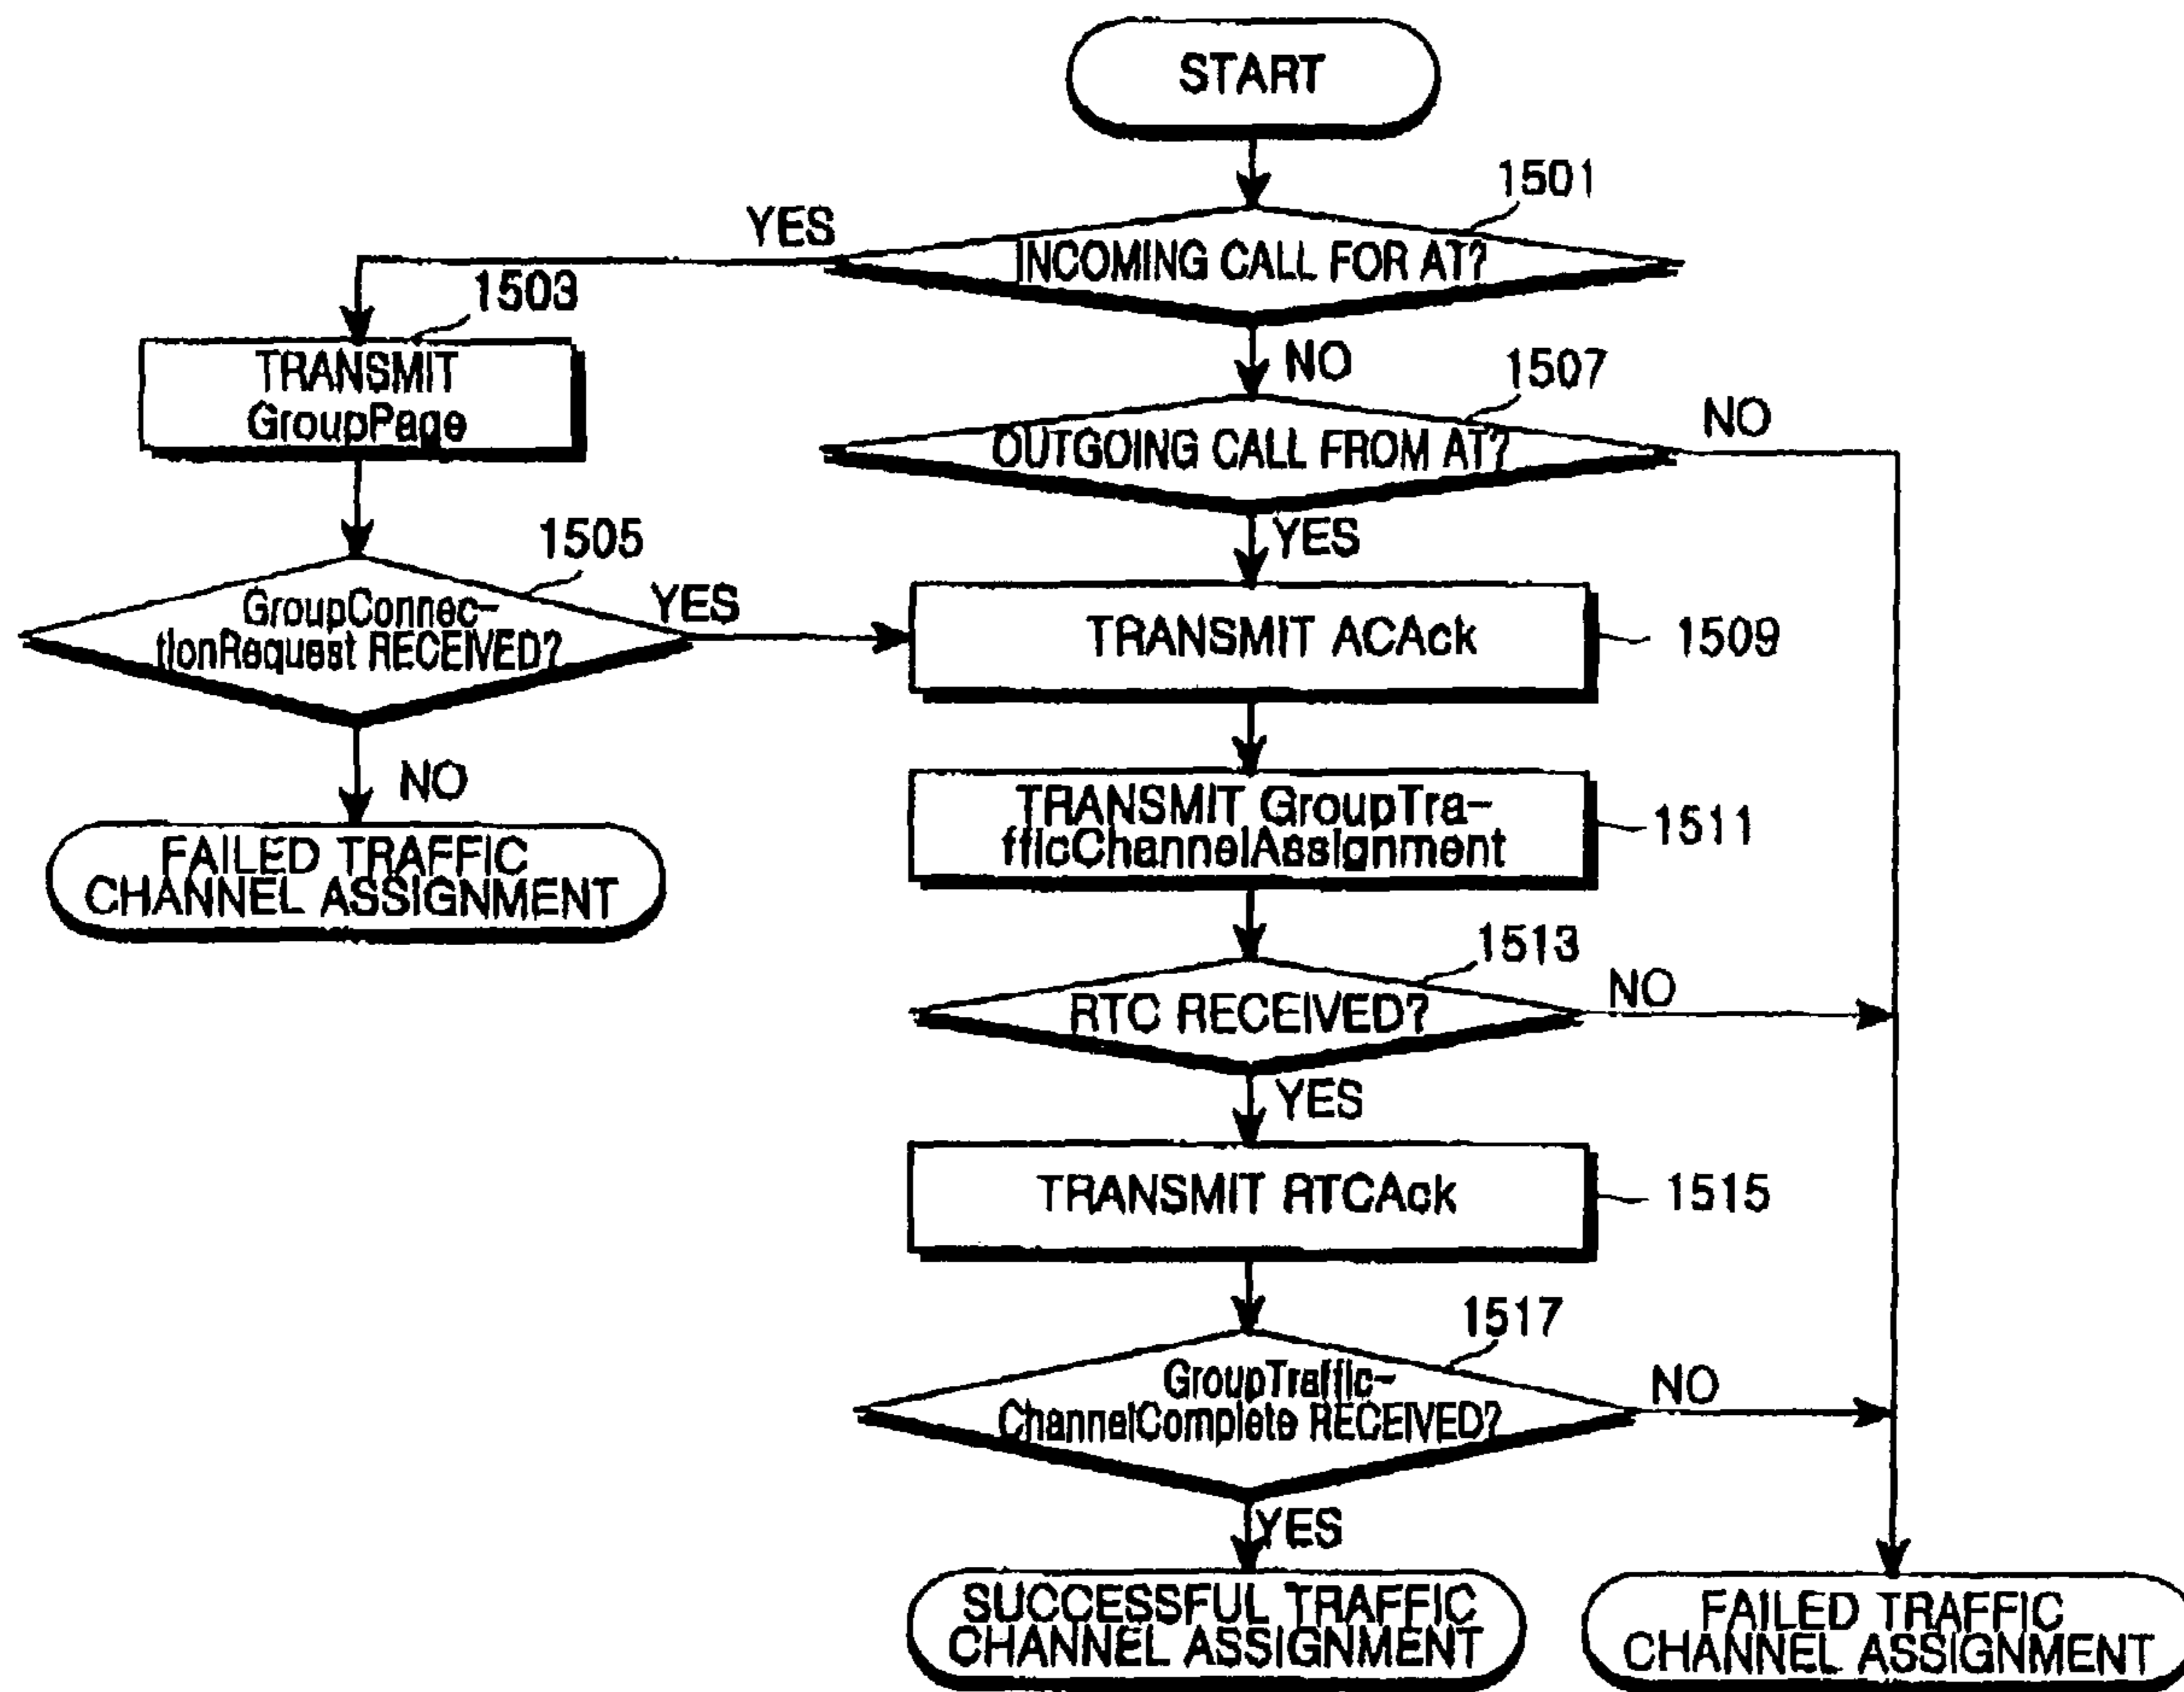 START
1501
YES
INCOMING CALL FOR AT?
1503
TRANSMIT
GroupPage
NO
1507
OUTGOING CALL FROM AT?
NO
YES
1505
GroupConnec-
tionRequest RECEIVED?
YES
TRANSMIT ACAck
1509
NO
FAILED TRAFFIC
CHANNEL ASSIGNMENT
TRANSMIT GroupTra-
fficChannelAssignment
1511
1513
RTC RECEIVED?
NO
YES
TRANSMIT RTCAck
1515
1517
GroupTraffic-
ChannelComplete RECEIVED?
NO
YES
SUCCESSFUL TRAFFIC
CHANNEL ASSIGNMENT
FAILED TRAFFIC
CHANNEL ASSIGNMENT